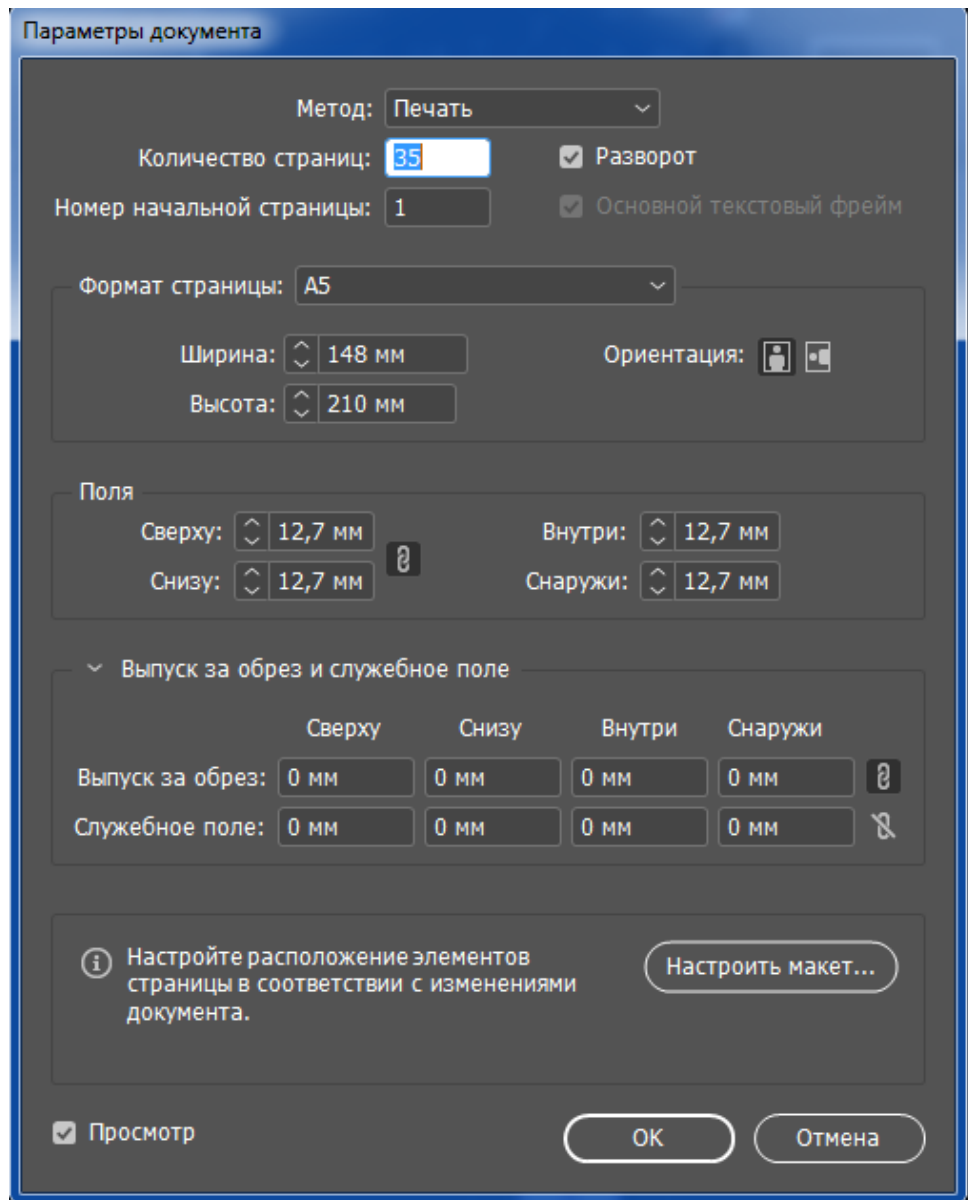 Параметры документа
Метод: Печать
Количество страниц: 35 Разворот
Номер начальной страницы: 1 Основной текстовый фрейм
Формат страницы: A5
Ширина: 148 мм Ориентация:
Высота: 210 мм
Поля
Сверху: 12,7 мм Внутри: 12,7 мм
Снизу: 12,7 мм Снаружи: 12,7 мм
Выпуск за обрез и служебное поле
Сверху Снизу Внутри Снаружи
Выпуск за обрез: 0 мм 0 мм 0 мм 0 мм
Служебное поле: 0 мм 0 мм 0 мм 0 мм
Настройте расположение элементов
страницы в соответствии с изменениями
документа.
Настроить макет...
Просмотр ОК Отмена